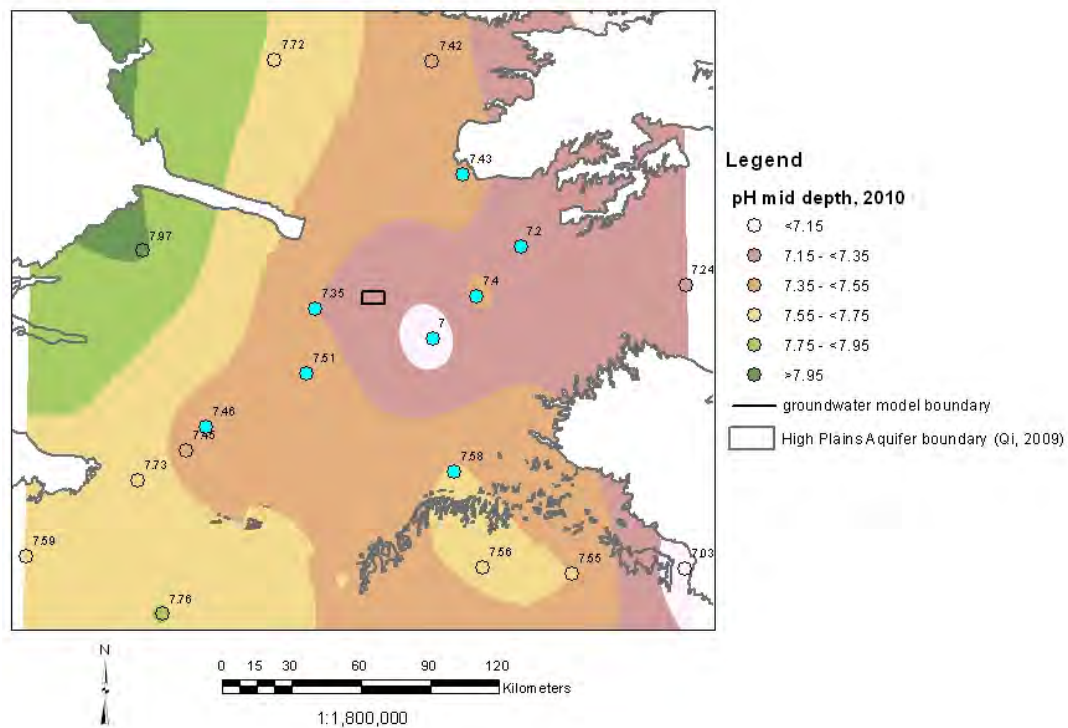 7.72
7.42
7.43
7.97
7.2
7.24
7.4
7.35
7
7.51
7.46
7.45
7.73
7.58
7.59
7.56
7.55
7.03
7.76
Legend
pH mid depth, 2010
<7.15
7.15 - <7.35
7.35 - <7.55
7.55 - <7.75
7.75 - <7.95
>7.95
groundwater model boundary
High Plains Aquifer boundary (Qi, 2009)
N
0 15 30 60 90 120
Kilometers
1:1,800,000